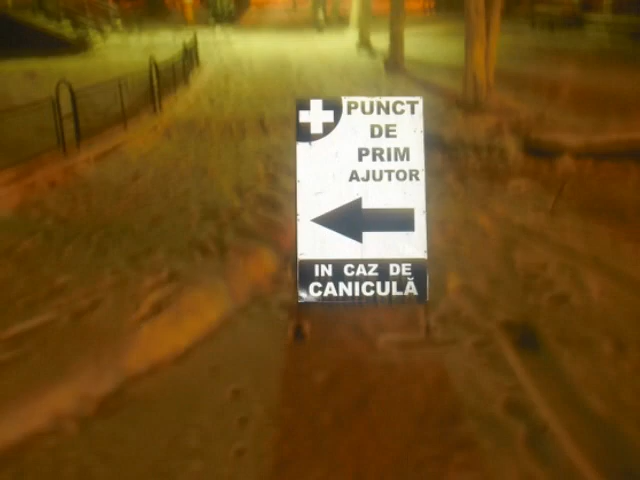 PUNCT
DE
PRIM
AJUTOR
IN CAZ DE
CANICULĂ